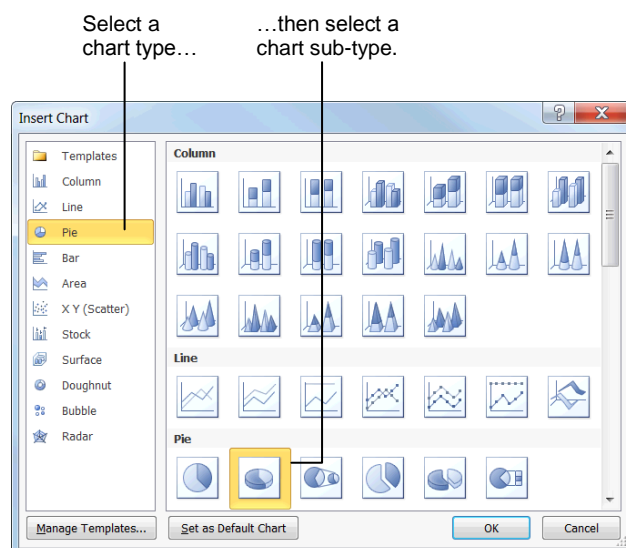 Select a
chart type…
…then select a
chart sub-type.
Insert Chart
Templates
Column
Line
Pie
Bar
Area
X Y (Scatter)
Stock
Surface
Doughnut
Bubble
Radar
Column
Line
Pie
Manage Templates...
Set as Default Chart
OK
Cancel